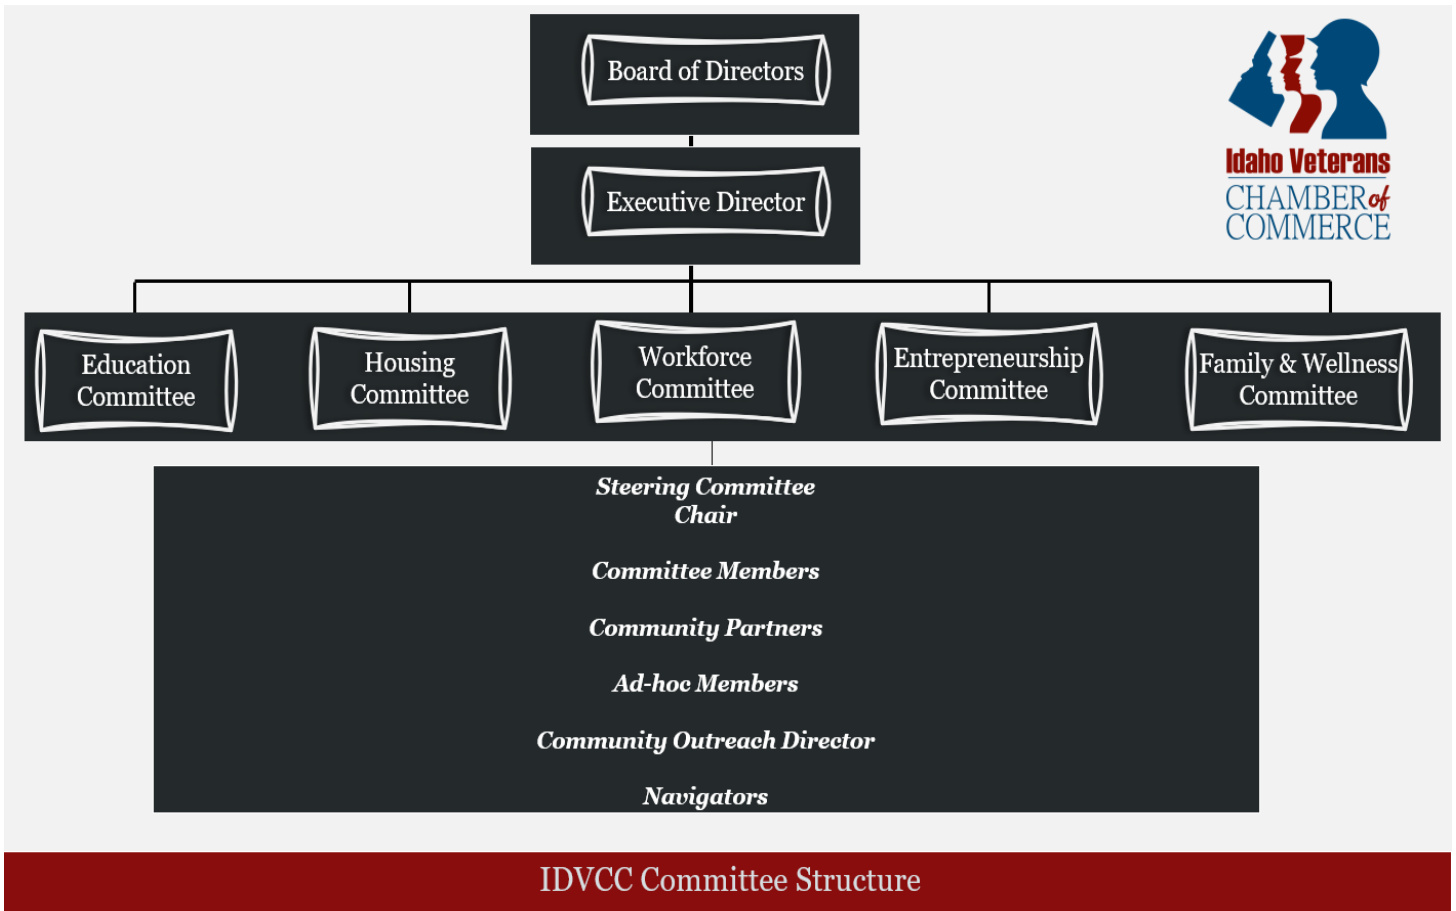 Board of Directors
Idaho Veterans
CHAMBER of
COMMERCE
Executive Director
Education
Committee
Housing
Committee
Workforce
Committee
Entrepreneurship
Committee
Family & Wellness
Committee
Steering Committee
Chair
Committee Members
Community Partners
Ad-hoc Members
Community Outreach Director
Navigators
IDVCC Committee Structure